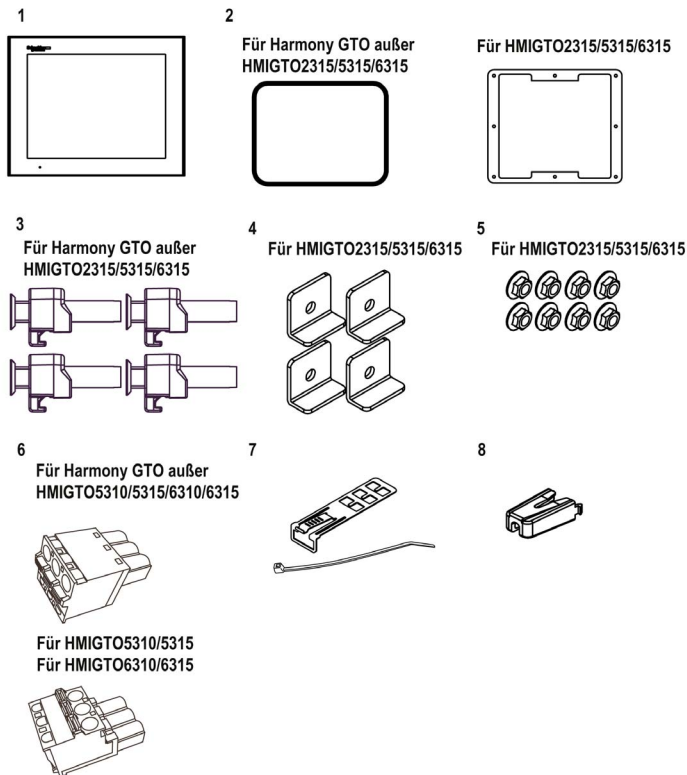 1
2
Für Harmony GTO außer
HMIGTO2315/5315/6315
Für HMIGTO2315/5315/6315
3
Für Harmony GTO außer
HMIGTO2315/5315/6315
4
Für HMIGTO2315/5315/6315
5
Für HMIGTO2315/5315/6315
6
Für Harmony GTO außer
HMIGTO5310/5315/6310/6315
Für HMIGTO5310/5315
Für HMIGTO6310/6315
7
8